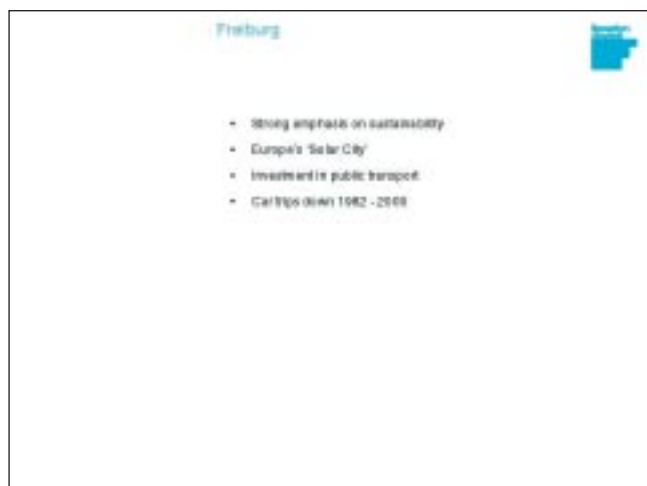 Freiburg
• Strong emphasis on sustainability
• Europe's 'Solar City'
• Investment in public transport
• Car trips down 1982 - 2000